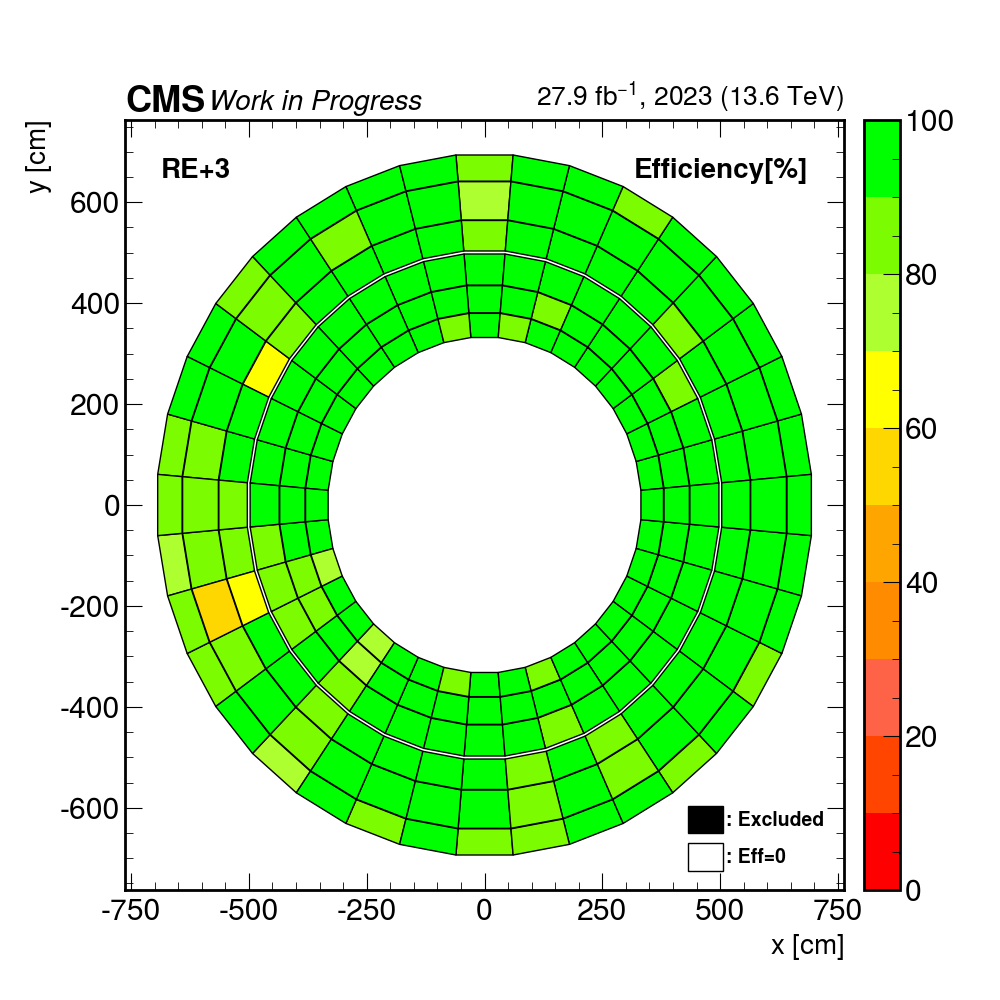 CMS Work in Progress 27.9 fb⁻¹, 2023 (13.6 TeV)
y [cm]
RE+3 Efficiency[%]
100
80
60
40
20
0
600
400
200
0
-200
-400
-600
: Excluded
: Eff=0
-750 -500 -250 0 250 500 750
x [cm]